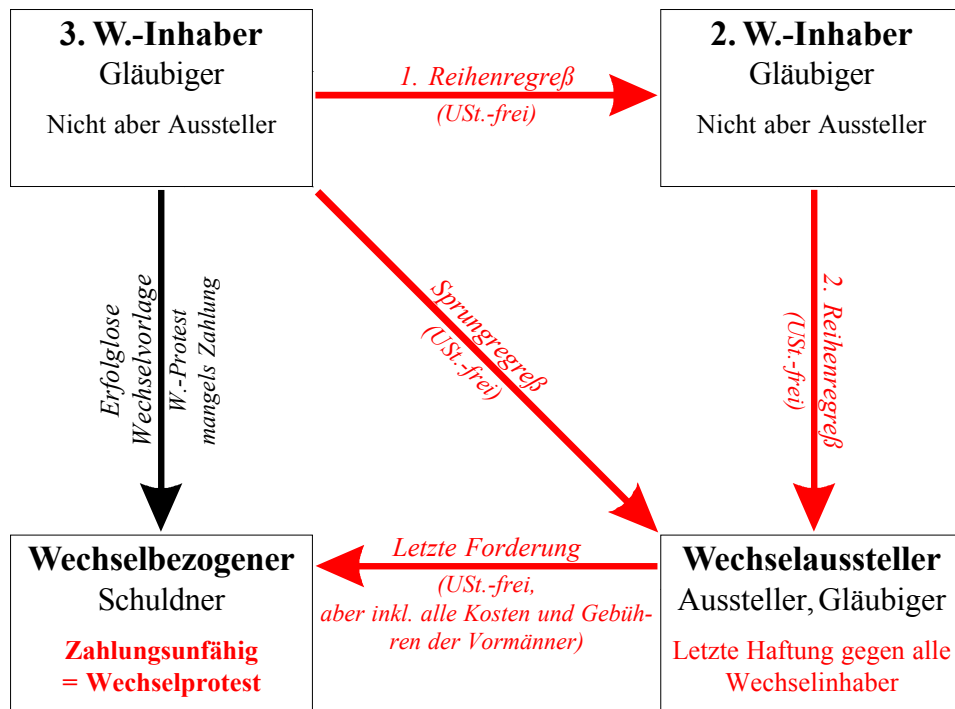 3. W.-Inhaber
Gläubiger
Nicht aber Aussteller
1. Reihenregreß
(USt.-frei)
2. W.-Inhaber
Gläubiger
Nicht aber Aussteller
Erfolglose
Wechselvorlage
W.-Protest
mangels Zahlung
Sprungregreß
(USt.-frei)
2. Reihenregreß
(USt.-frei)
Wechselbezogener
Schuldner
Zahlungsunfähig
= Wechselprotest
Letzte Forderung
(USt.-frei,
aber inkl. alle Kosten und Gebüh-
ren der Vormänner)
Wechselaussteller
Aussteller, Gläubiger
Letzte Haftung gegen alle
Wechselinhaber